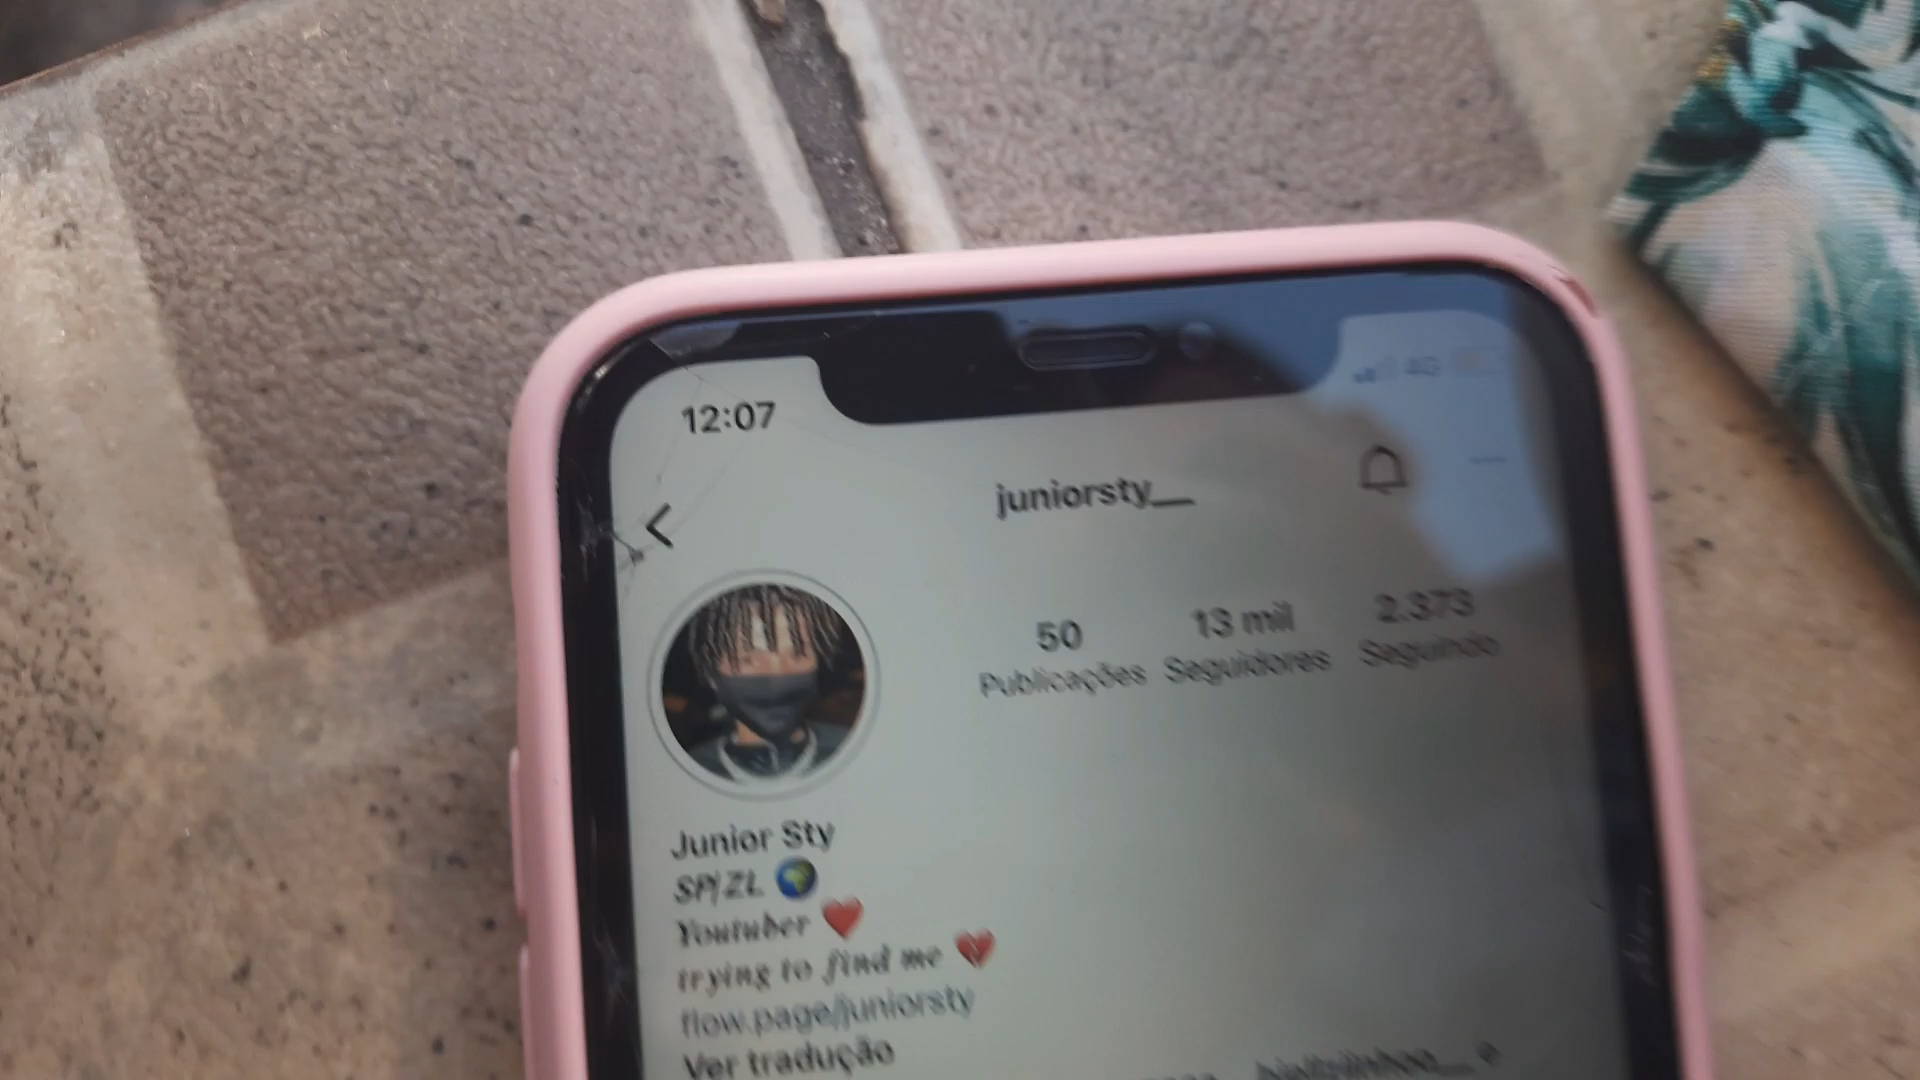 12:07
4G
juniorsty__
50 13 mil 2.373
Publicações Seguidores Seguindo
Junior Sty
SP/ZL 🌍
Youtuber ❤️
trying to find me 💔
flow.page/juniorsty
Ver tradução